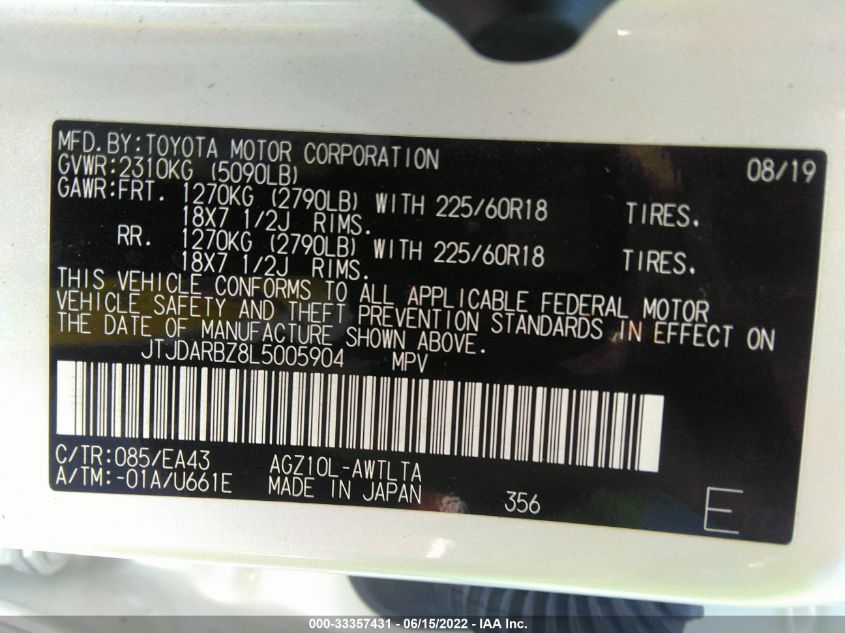 MFD.BY:TOYOTA MOTOR CORPORATION 08/19
GVWR:2310KG (5090LB)
GAWR:FRT. 1270KG (2790LB) WITH 225/60R18 TIRES.
18X7 1/2J RIMS.
RR. 1270KG (2790LB) WITH 225/60R18 TIRES.
18X7 1/2J RIMS.
THIS VEHICLE CONFORMS TO ALL APPLICABLE FEDERAL MOTOR
VEHICLE SAFETY AND THEFT PREVENTION STANDARDS IN EFFECT ON
THE DATE OF MANUFACTURE SHOWN ABOVE.
JTJDARBZ8L5005904 MPV
C/TR:085/EA43 AGZ10L-AWTLTA
A/TM:-01A/U661E MADE IN JAPAN 356 E
000-33357431 - 06/15/2022 - IAA Inc.